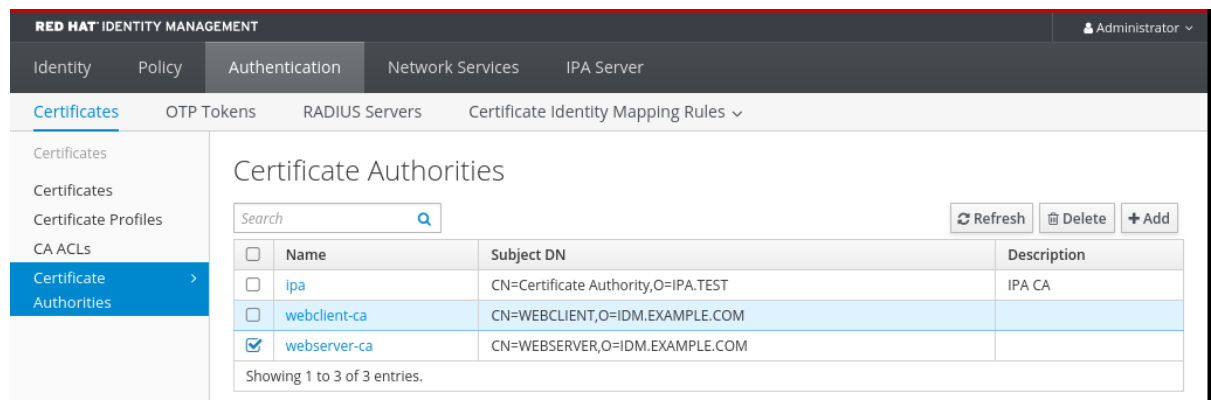 RED HAT® IDENTITY MANAGEMENT
Administrator
Identity Policy Authentication Network Services IPA Server
Certificates OTP Tokens RADIUS Servers Certificate Identity Mapping Rules
Certificates
Certificates
Certificate Profiles
CA ACLs
Certificate
Authorities
Certificate Authorities
Search
Refresh Delete + Add
Name Subject DN Description
ipa CN=Certificate Authority,O=IPA.TEST IPA CA
webclient-ca CN=WEBCLIENT,O=IDM.EXAMPLE.COM
webserver-ca CN=WEBSERVER,O=IDM.EXAMPLE.COM
Showing 1 to 3 of 3 entries.